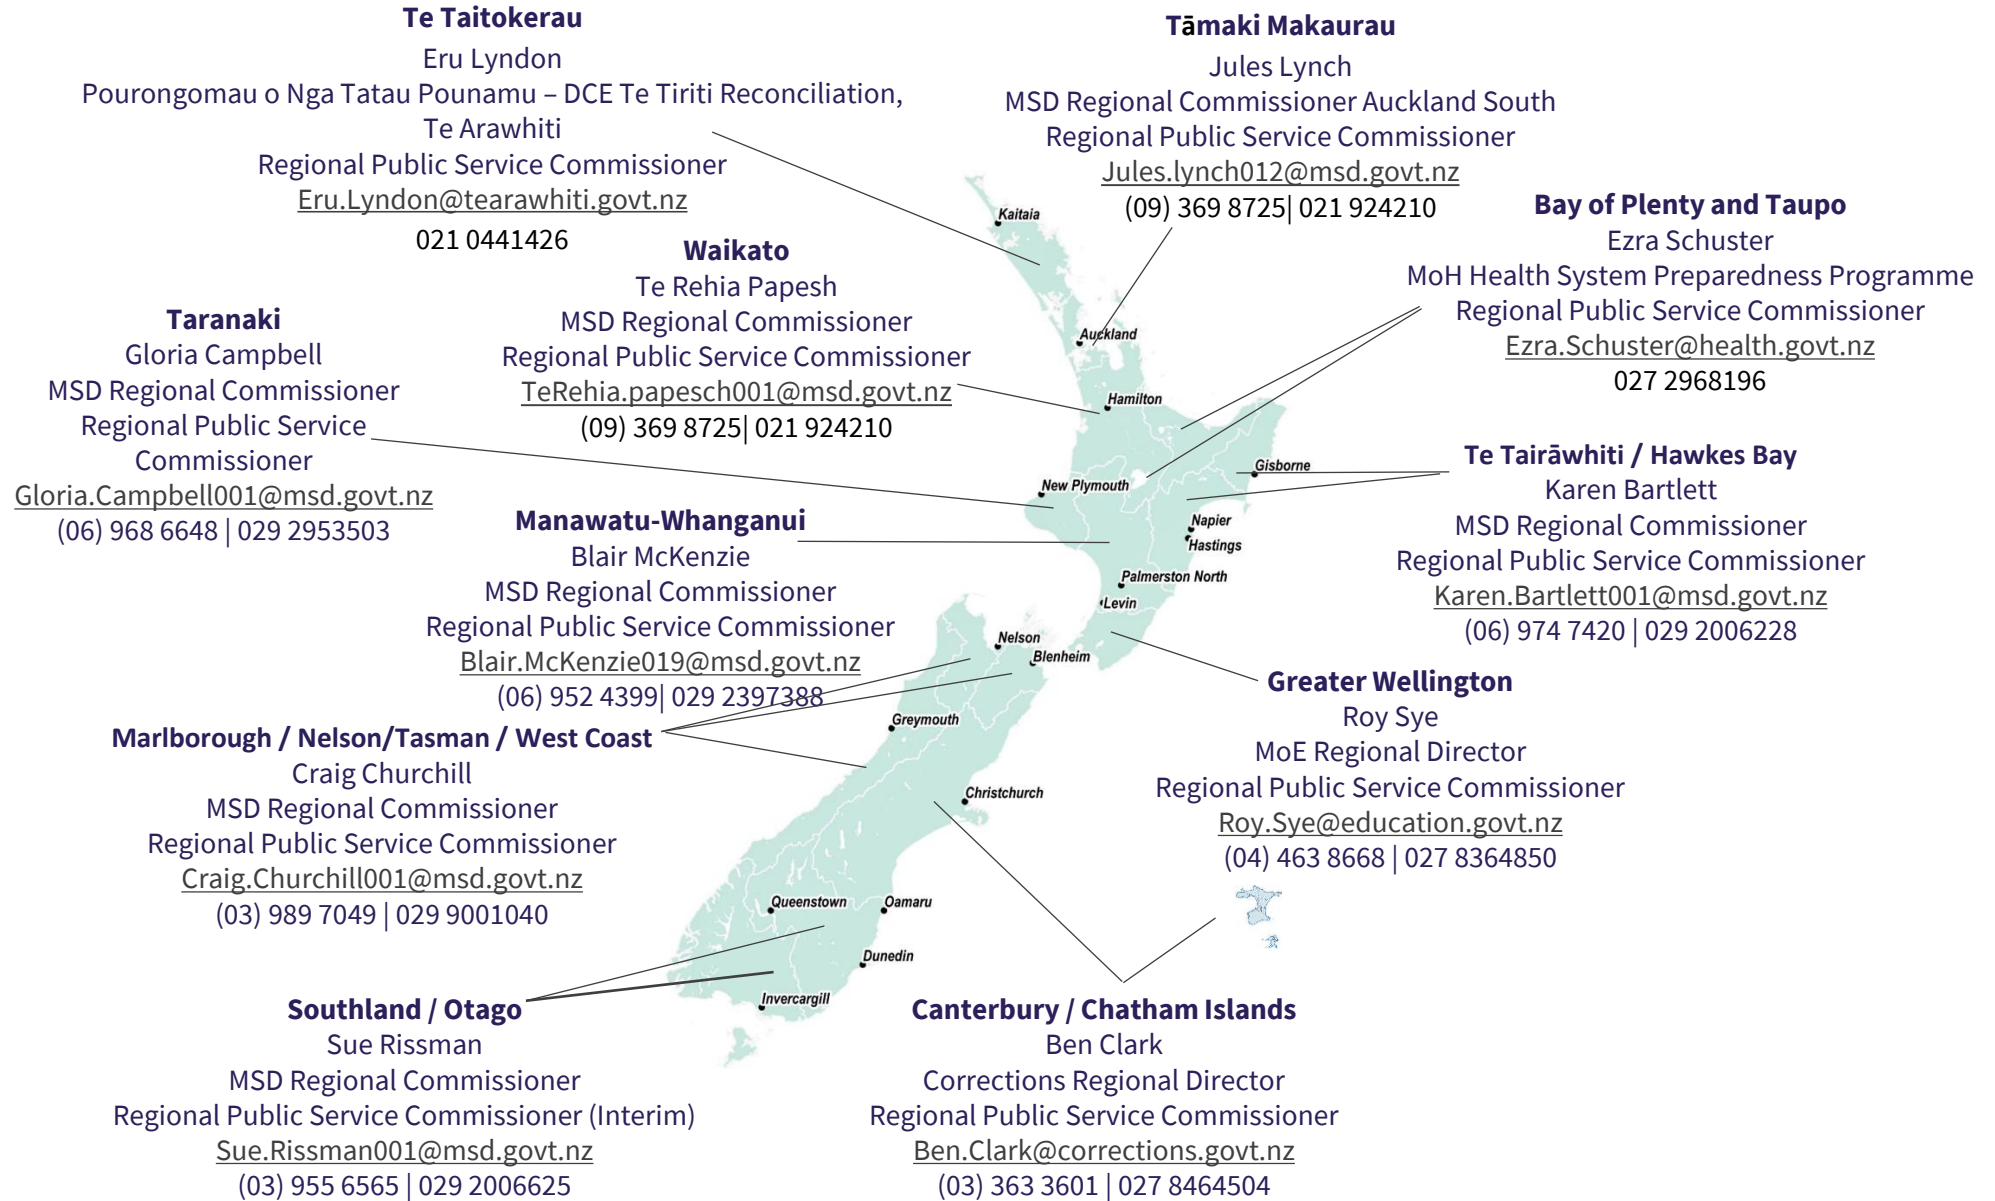 Te Taitokerau
Eru Lyndon
Pourongomau o Nga Tatau Pounamu – DCE Te Tiriti Reconciliation,
Te Arawhiti
Regional Public Service Commissioner
Eru.Lyndon@tearawhiti.govt.nz
021 0441426
Tāmaki Makaurau
Jules Lynch
MSD Regional Commissioner Auckland South
Regional Public Service Commissioner
Jules.lynch012@msd.govt.nz
(09) 369 8725| 021 924210
Bay of Plenty and Taupo
Ezra Schuster
MoH Health System Preparedness Programme
Regional Public Service Commissioner
Ezra.Schuster@health.govt.nz
027 2968196
Waikato
Te Rehia Papesh
MSD Regional Commissioner
Regional Public Service Commissioner
TeRehia.papesch001@msd.govt.nz
(09) 369 8725| 021 924210
Taranaki
Gloria Campbell
MSD Regional Commissioner
Regional Public Service
Commissioner
Gloria.Campbell001@msd.govt.nz
(06) 968 6648 | 029 2953503
Te Tairāwhiti / Hawkes Bay
Karen Bartlett
MSD Regional Commissioner
Regional Public Service Commissioner
Karen.Bartlett001@msd.govt.nz
(06) 974 7420 | 029 2006228
Manawatu-Whanganui
Blair McKenzie
MSD Regional Commissioner
Regional Public Service Commissioner
Blair.McKenzie019@msd.govt.nz
(06) 952 4399| 029 2397388
Greater Wellington
Roy Sye
MoE Regional Director
Regional Public Service Commissioner
Roy.Sye@education.govt.nz
(04) 463 8668 | 027 8364850
Marlborough / Nelson/Tasman / West Coast
Craig Churchill
MSD Regional Commissioner
Regional Public Service Commissioner
Craig.Churchill001@msd.govt.nz
(03) 989 7049 | 029 9001040
Southland / Otago
Sue Rissman
MSD Regional Commissioner
Regional Public Service Commissioner (Interim)
Sue.Rissman001@msd.govt.nz
(03) 955 6565 | 029 2006625
Canterbury / Chatham Islands
Ben Clark
Corrections Regional Director
Regional Public Service Commissioner
Ben.Clark@corrections.govt.nz
(03) 363 3601 | 027 8464504
Kaitaia
Auckland
Hamilton
Gisborne
New Plymouth
Napier
Hastings
Palmerston North
Levin
Nelson
Blenheim
Greymouth
Christchurch
Queenstown
Oamaru
Dunedin
Invercargill